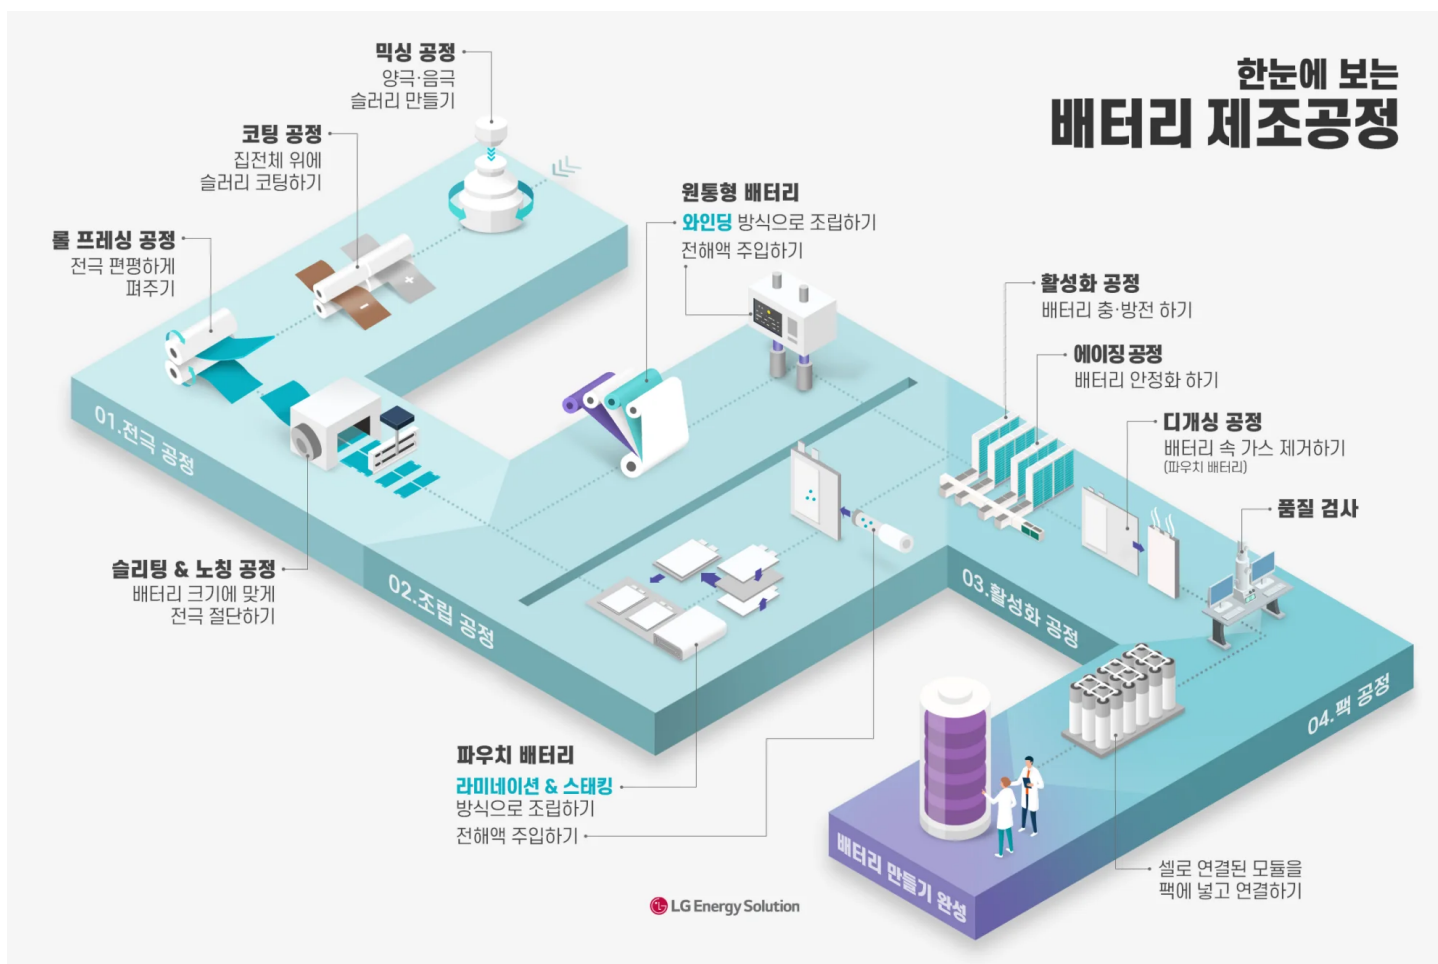 한눈에 보는
배터리 제조공정
믹싱 공정
양극·음극
슬러리 만들기
코팅 공정
집전체 위에
슬러리 코팅하기
롤 프레싱 공정
전극 편평하게
펴주기
슬리팅 & 노칭 공정
배터리 크기에 맞게
전극 절단하기
01.전극 공정
원통형 배터리
와인딩 방식으로 조립하기
전해액 주입하기
02.조립 공정
파우치 배터리
라미네이션 & 스태킹
방식으로 조립하기
전해액 주입하기
활성화 공정
배터리 충·방전 하기
에이징 공정
배터리 안정화 하기
디개싱 공정
배터리 속 가스 제거하기
(파우치 배터리)
품질 검사
03.활성화 공정
04.팩 공정
셀로 연결된 모듈을
팩에 넣고 연결하기
배터리 만들기 완성
LG Energy Solution
+
-